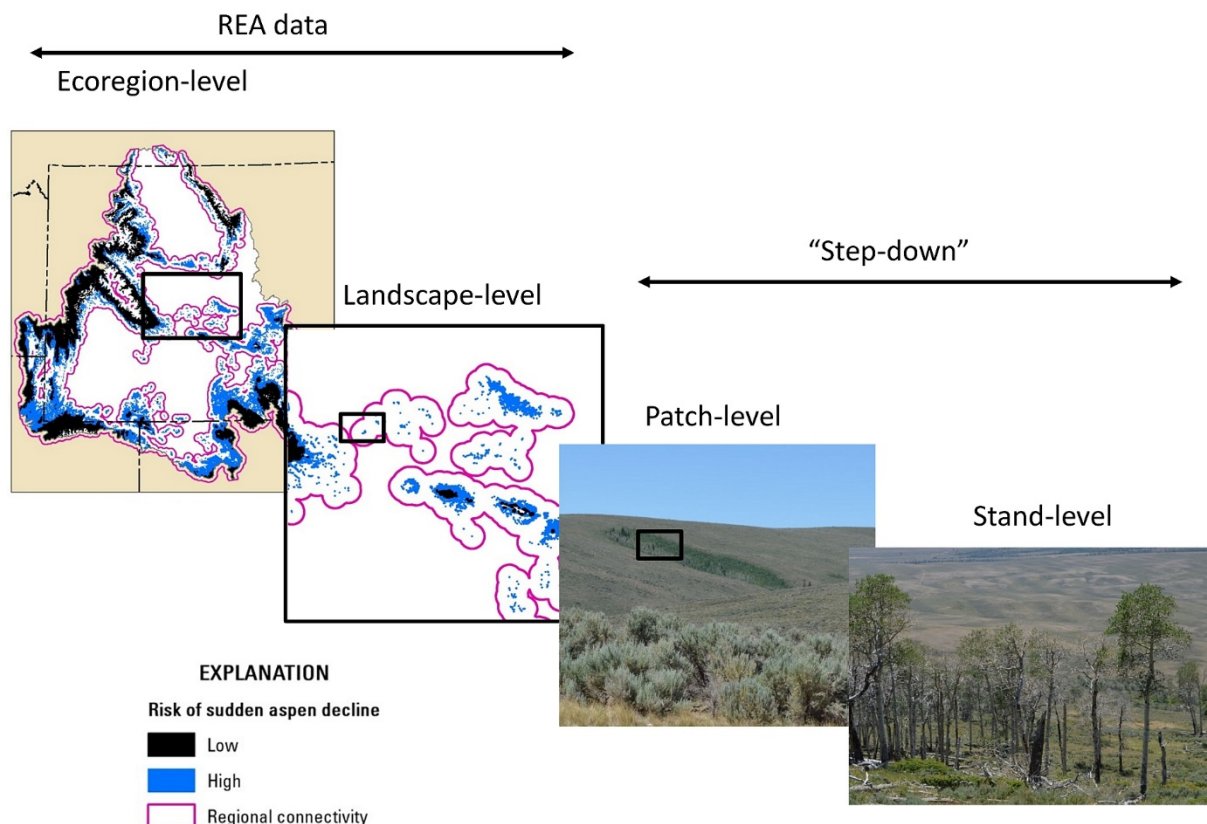 REA data
Ecoregion-level
“Step-down”
Landscape-level
Patch-level
Stand-level
EXPLANATION
Risk of sudden aspen decline
Low
High
Regional connectivity